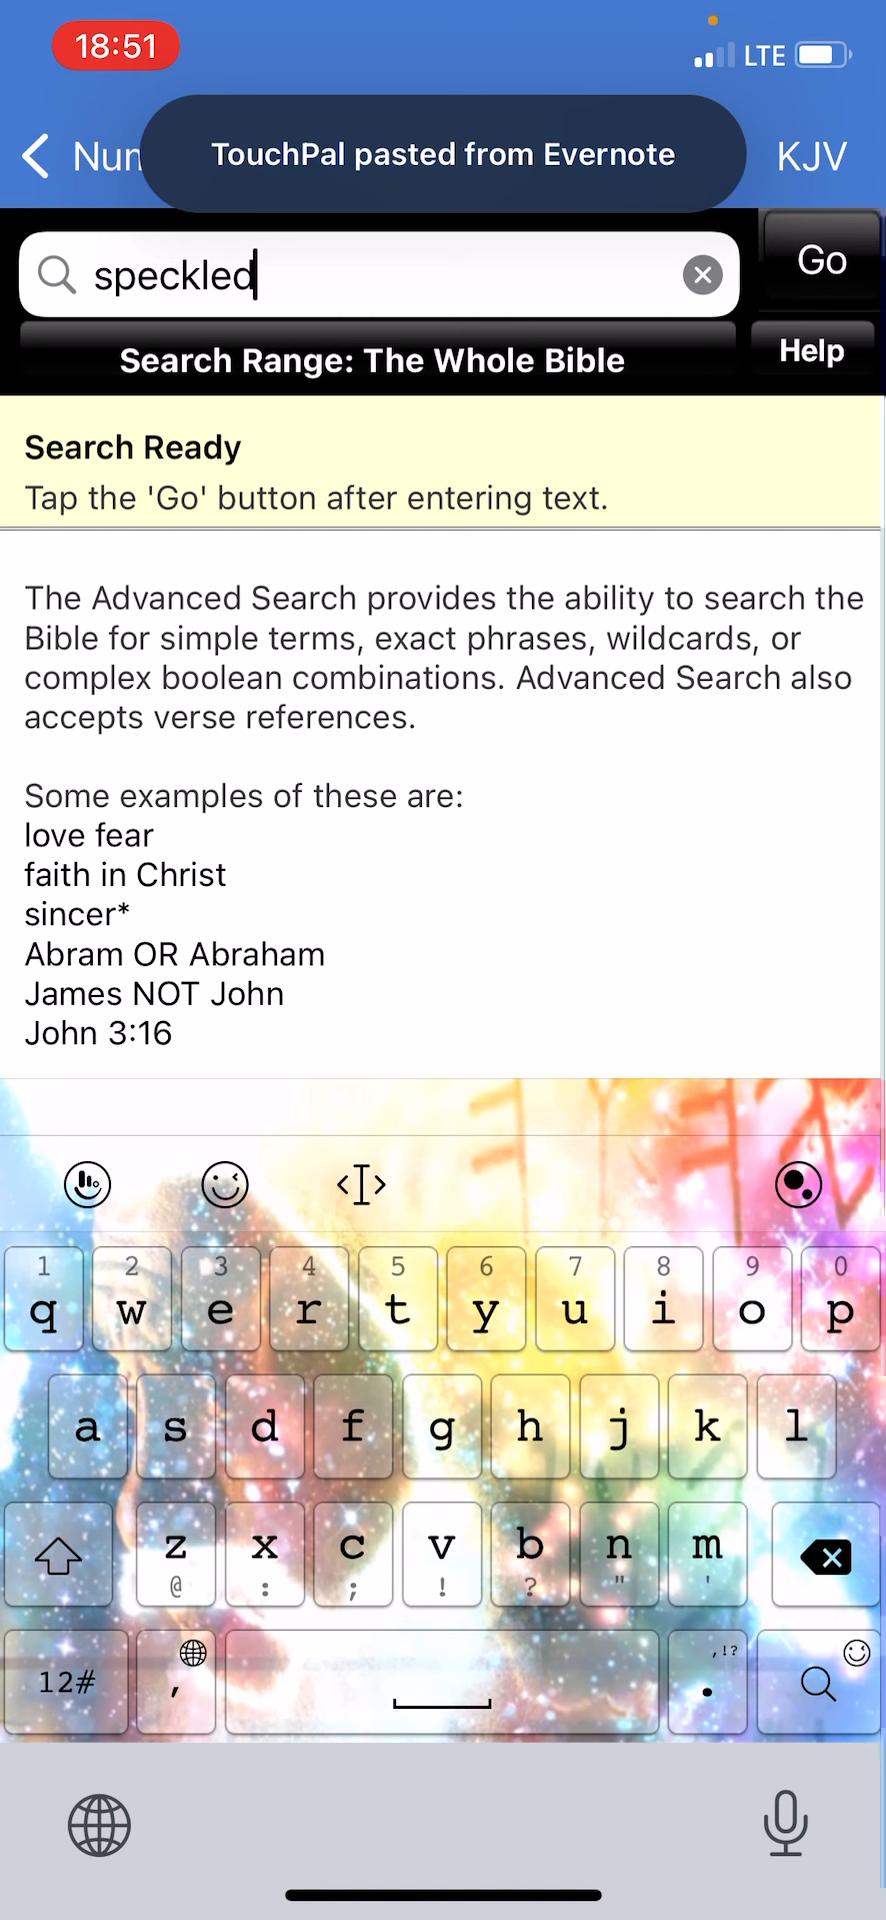 18:51
LTE
Num
TouchPal pasted from Evernote
KJV
speckled
Go
Search Range: The Whole Bible
Help
Search Ready
Tap the 'Go' button after entering text.
The Advanced Search provides the ability to search the
Bible for simple terms, exact phrases, wildcards, or
complex boolean combinations. Advanced Search also
accepts verse references.
Some examples of these are:
love fear
faith in Christ
sincer*
Abram OR Abraham
James NOT John
John 3:16
1 2 3 4 5 6 7 8 9 0
q w e r t y u i o p
a s d f g h j k l
z x c v b n m
@ : ; ! ? " '
12# , . ,!?